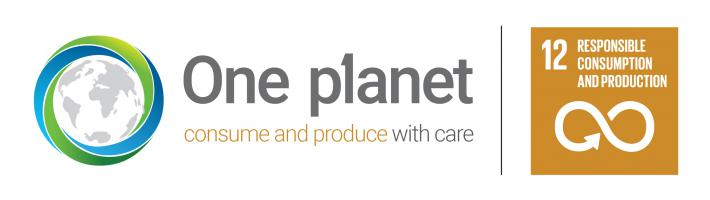 One planet
consume and produce with care
12 RESPONSIBLE
CONSUMPTION
AND PRODUCTION